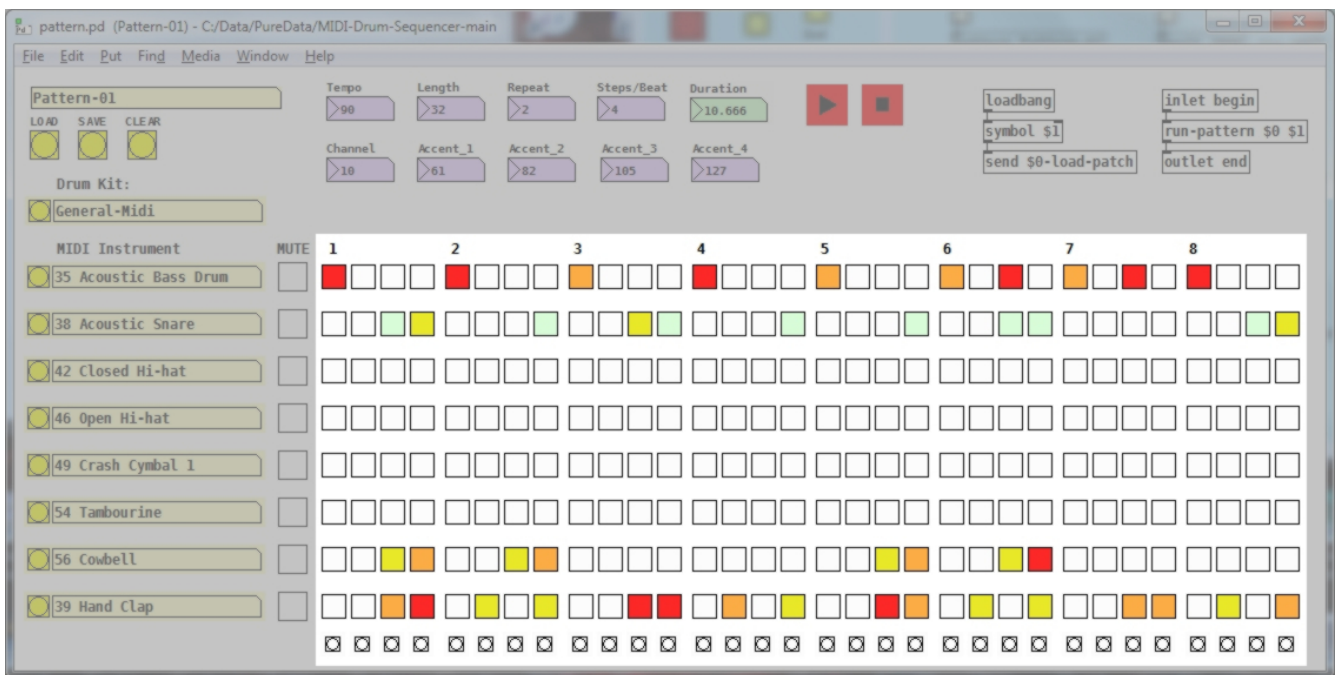 pattern.pd (Pattern-01) - C:/Data/PureData/MIDI-Drum-Sequencer-main
File Edit Put Find Media Window Help
Pattern-01
LOAD SAVE CLEAR
Tempo Length Repeat Steps/Beat Duration
90 32 2 4 10.666
Channel Accent_1 Accent_2 Accent_3 Accent_4
10 61 82 105 127
loadbang
symbol $1
send $0-load-patch
inlet begin
run-pattern $0 $1
outlet end
Drum Kit:
General-Midi
MIDI Instrument MUTE 1 2 3 4 5 6 7 8
35 Acoustic Bass Drum
38 Acoustic Snare
42 Closed Hi-hat
46 Open Hi-hat
49 Crash Cymbal 1
54 Tambourine
56 Cowbell
39 Hand Clap